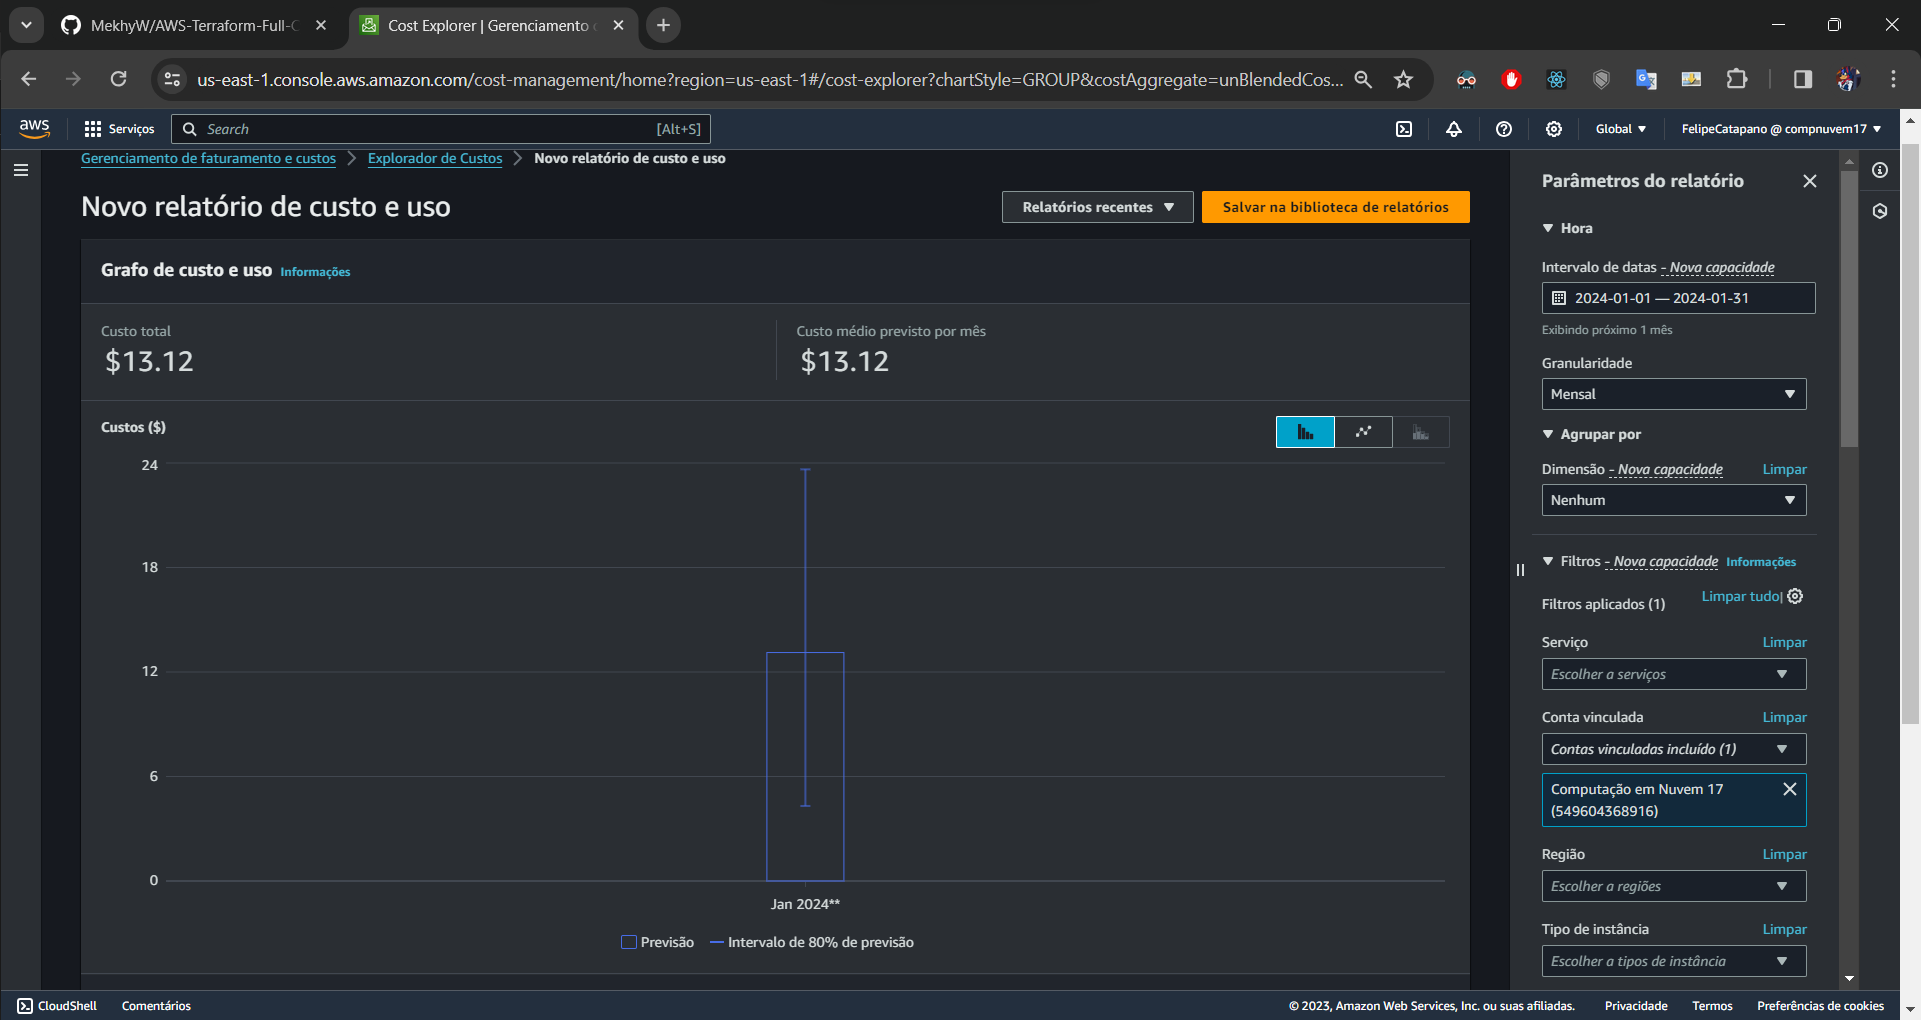 MekhyW/AWS-Terraform-Full-C
Cost Explorer | Gerenciamento
us-east-1.console.aws.amazon.com/cost-management/home?region=us-east-1#/cost-explorer?chartStyle=GROUP&costAggregate=unBlendedCos...
aws
Serviços
Search
[Alt+S]
Global
FelipeCatapano @ compnuvem17
Gerenciamento de faturamento e custos
Explorador de Custos
Novo relatório de custo e uso
Novo relatório de custo e uso
Relatórios recentes
Salvar na biblioteca de relatórios
Grafo de custo e uso Informações
Custo total
$13.12
Custo médio previsto por mês
$13.12
Custos ($)
24
18
12
6
0
Jan 2024**
Previsão
Intervalo de 80% de previsão
Parâmetros do relatório
Hora
Intervalo de datas - Nova capacidade
2024-01-01 — 2024-01-31
Exibindo próximo 1 mês
Granularidade
Mensal
Agrupar por
Dimensão - Nova capacidade Limpar
Nenhum
Filtros - Nova capacidade Informações
Filtros aplicados (1) Limpar tudo|
Serviço Limpar
Escolher a serviços
Conta vinculada Limpar
Contas vinculadas incluído (1)
Computação em Nuvem 17
(549604368916)
Região Limpar
Escolher a regiões
Tipo de instância Limpar
Escolher a tipos de instância
CloudShell
Comentários
© 2023, Amazon Web Services, Inc. ou suas afiliadas.
Privacidade
Termos
Preferências de cookies